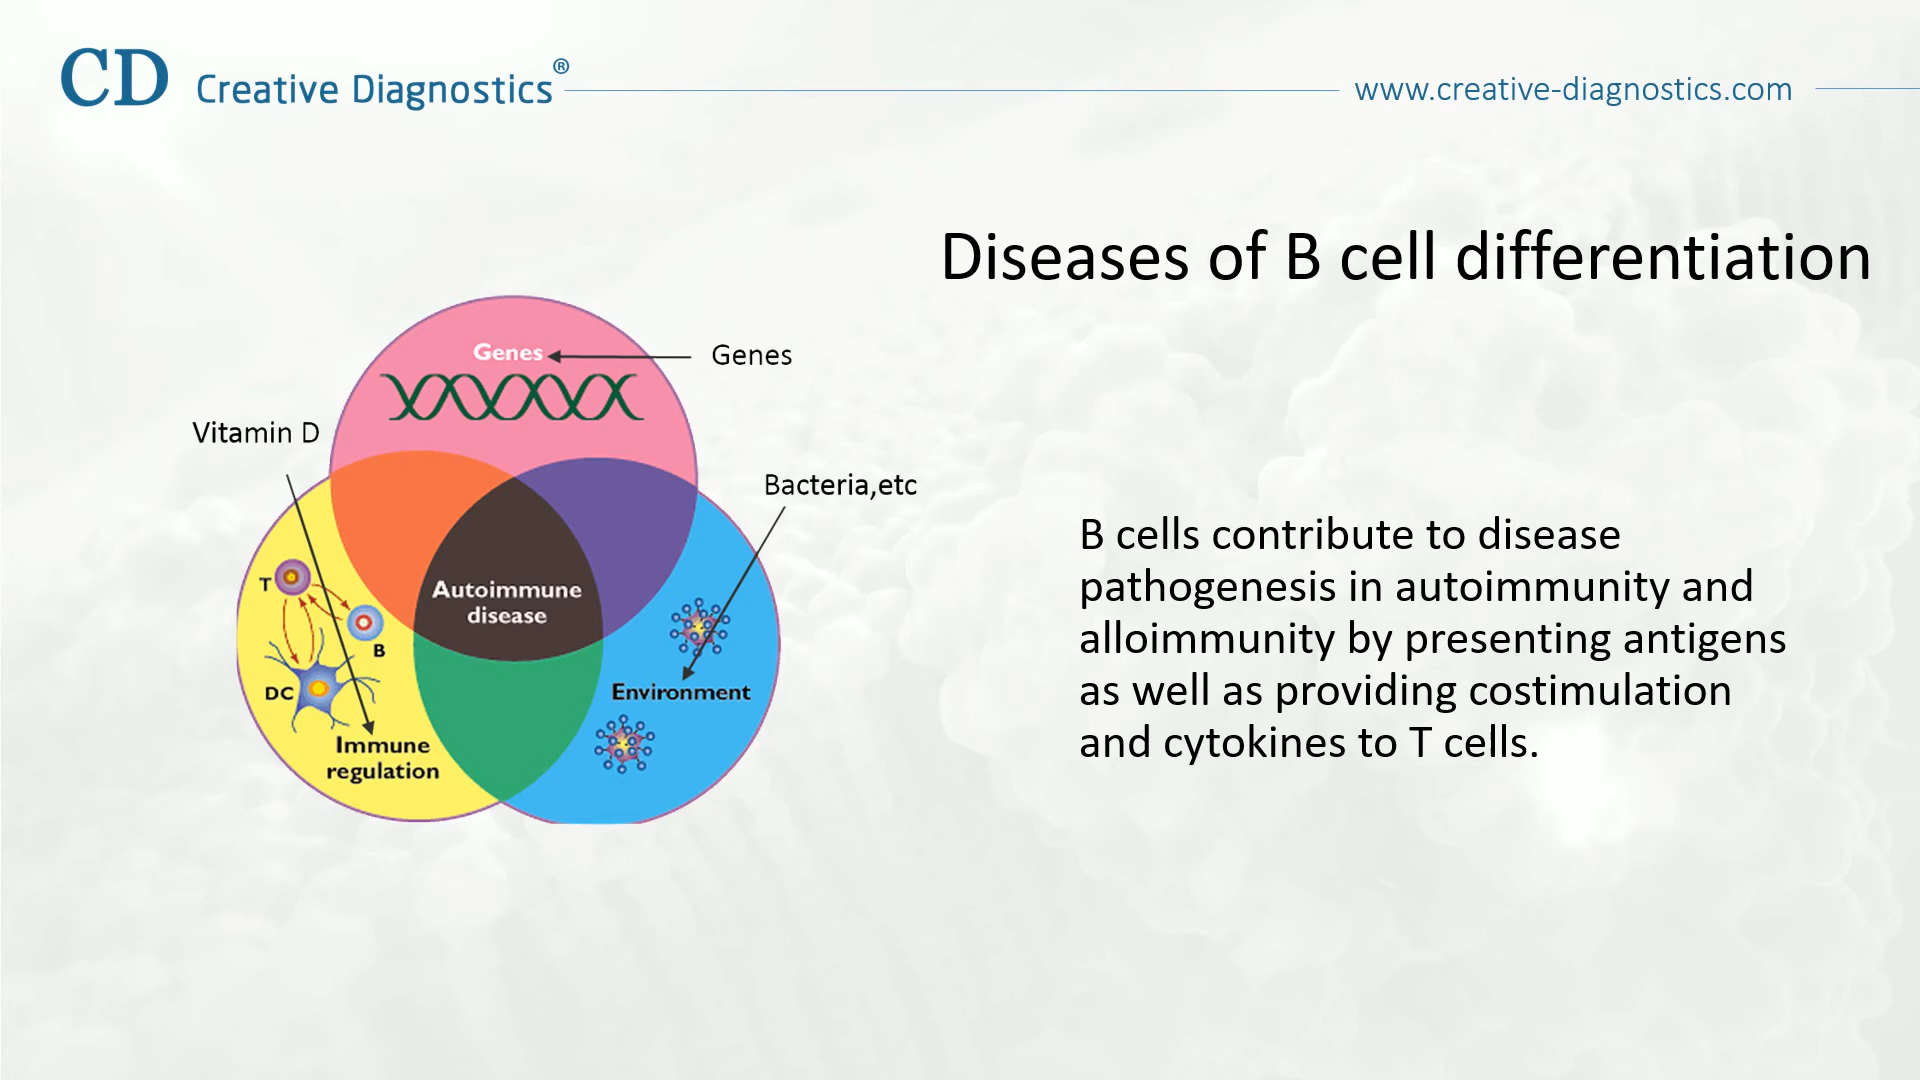 CD Creative Diagnostics®
www.creative-diagnostics.com
Diseases of B cell differentiation
Genes
Genes
Vitamin D
Bacteria,etc
T
B
DC
Autoimmune
disease
Environment
Immune
regulation
B cells contribute to disease
pathogenesis in autoimmunity and
alloimmunity by presenting antigens
as well as providing costimulation
and cytokines to T cells.